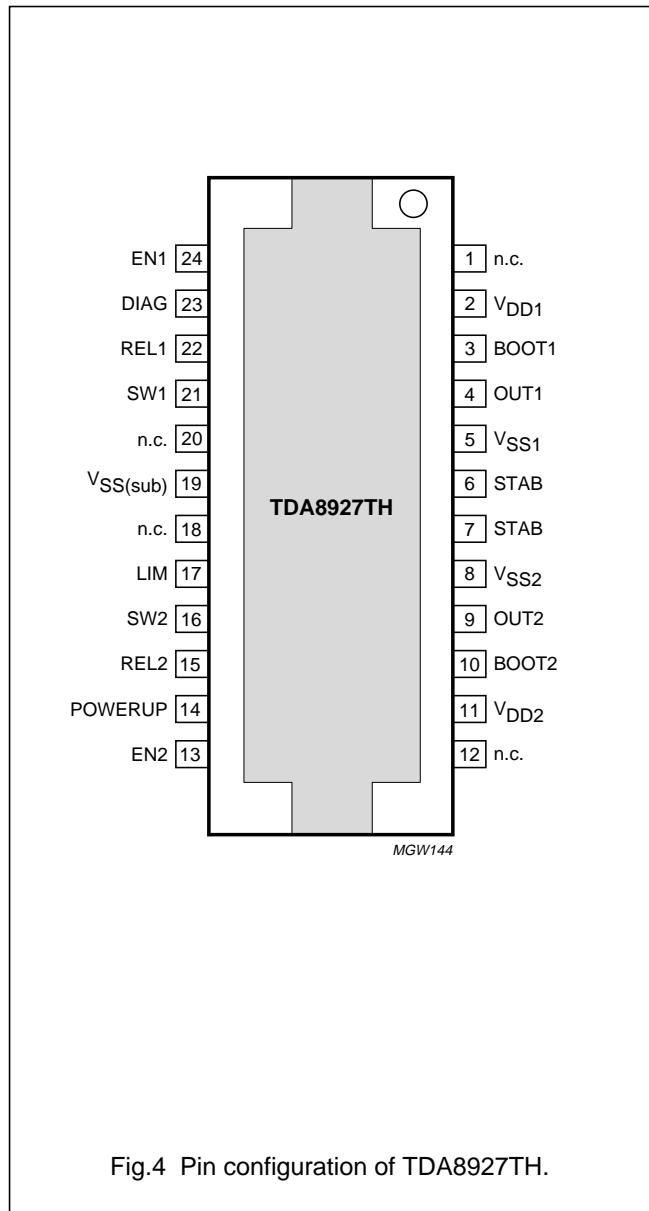 EN1 24 1 n.c.
DIAG 23 2 VDD1
REL1 22 3 BOOT1
SW1 21 4 OUT1
n.c. 20 5 VSS1
VSS(sub) 19 6 STAB
TDA8927TH
n.c. 18 7 STAB
LIM 17 8 VSS2
SW2 16 9 OUT2
REL2 15 10 BOOT2
POWERUP 14 11 VDD2
EN2 13 12 n.c.
MGW144
Fig.4 Pin configuration of TDA8927TH.